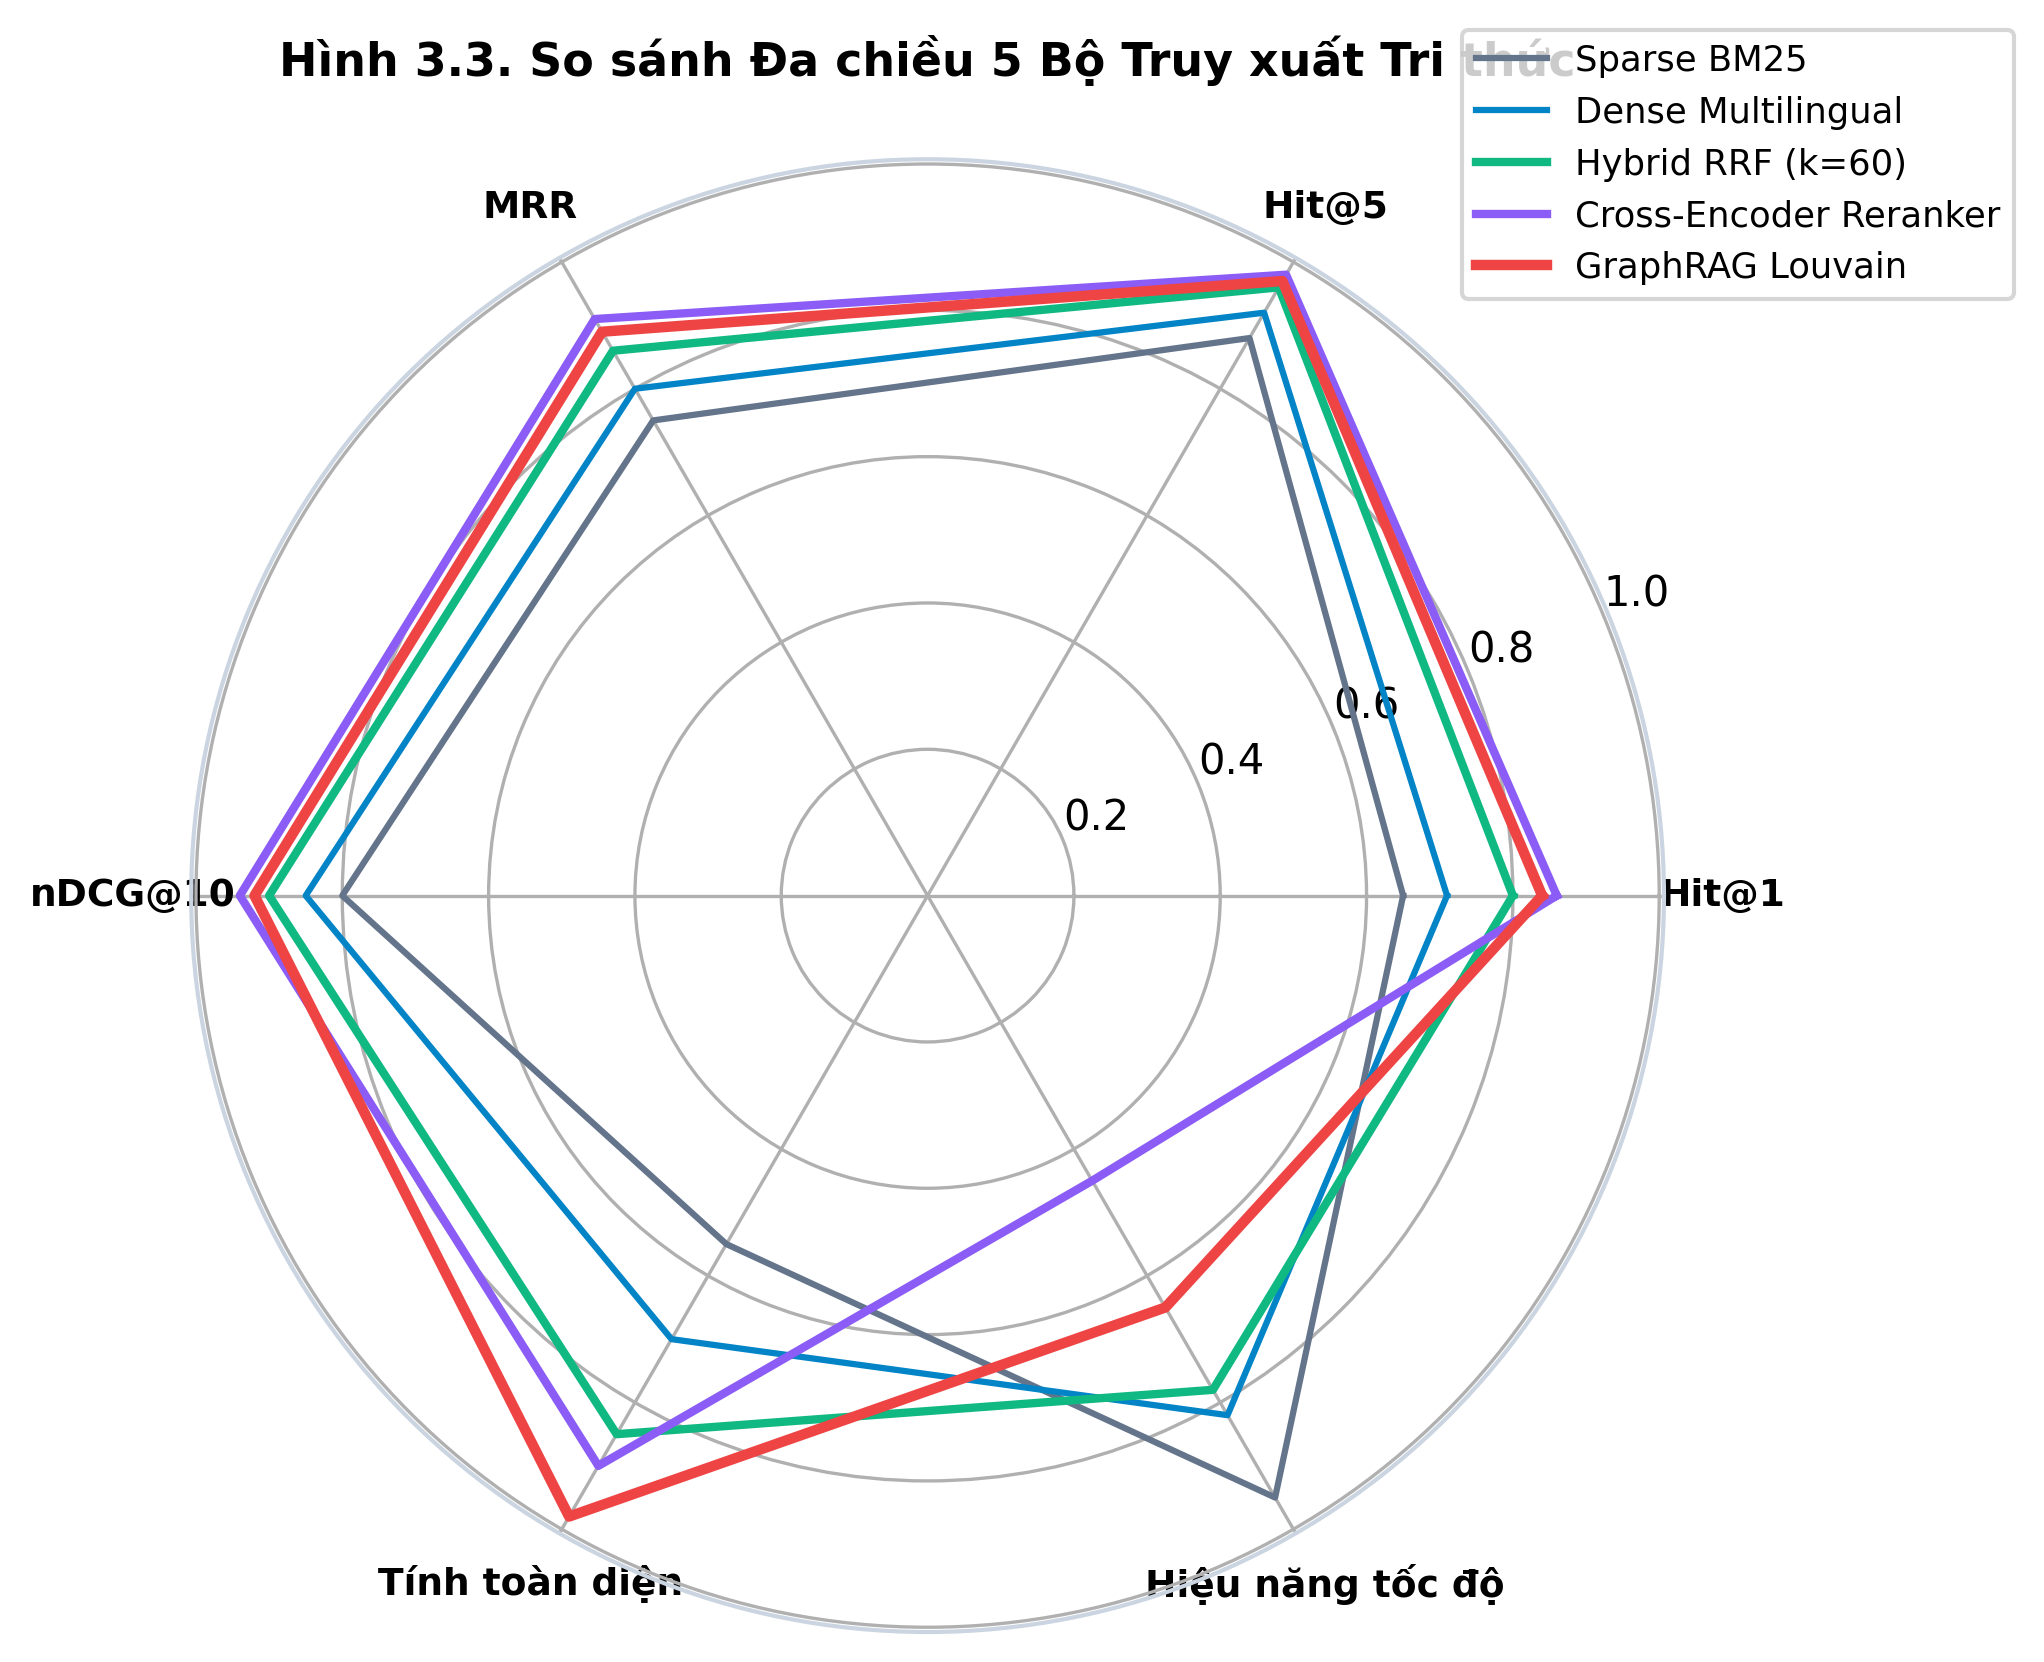 Hình 3.3. So sánh Đa chiều 5 Bộ Truy xuất Tri thức
Sparse BM25
Dense Multilingual
Hybrid RRF (k=60)
Cross-Encoder Reranker
GraphRAG Louvain
MRR
Hit@5
1.0
0.8
0.6
0.4
0.2
nDCG@10
Hit@1
Tính toàn diện
Hiệu năng tốc độ